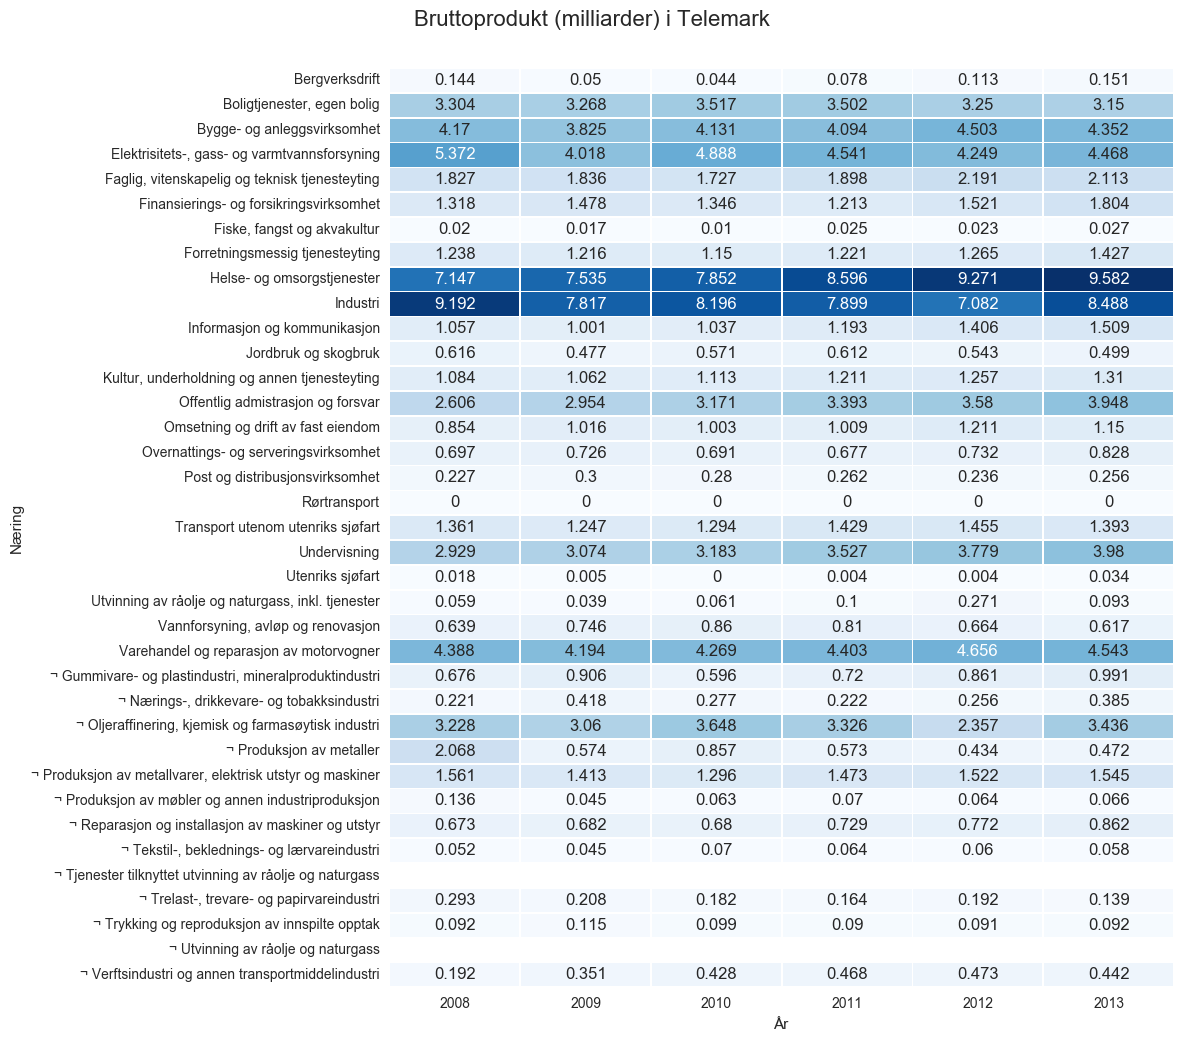 Bruttoprodukt (milliarder) i Telemark
Bergverksdrift 0.144 0.05 0.044 0.078 0.113 0.151
Boligtjenester, egen bolig 3.304 3.268 3.517 3.502 3.25 3.15
Bygge- og anleggsvirksomhet 4.17 3.825 4.131 4.094 4.503 4.352
Elektrisitets-, gass- og varmtvannsforsyning 5.372 4.018 4.888 4.541 4.249 4.468
Faglig, vitenskapelig og teknisk tjenesteyting 1.827 1.836 1.727 1.898 2.191 2.113
Finansierings- og forsikringsvirksomhet 1.318 1.478 1.346 1.213 1.521 1.804
Fiske, fangst og akvakultur 0.02 0.017 0.01 0.025 0.023 0.027
Forretningsmessig tjenesteyting 1.238 1.216 1.15 1.221 1.265 1.427
Helse- og omsorgstjenester 7.147 7.535 7.852 8.596 9.271 9.582
Industri 9.192 7.817 8.196 7.899 7.082 8.488
Informasjon og kommunikasjon 1.057 1.001 1.037 1.193 1.406 1.509
Jordbruk og skogbruk 0.616 0.477 0.571 0.612 0.543 0.499
Kultur, underholdning og annen tjenesteyting 1.084 1.062 1.113 1.211 1.257 1.31
Offentlig admistrasjon og forsvar 2.606 2.954 3.171 3.393 3.58 3.948
Omsetning og drift av fast eiendom 0.854 1.016 1.003 1.009 1.211 1.15
Overnattings- og serveringsvirksomhet 0.697 0.726 0.691 0.677 0.732 0.828
Post og distribusjonsvirksomhet 0.227 0.3 0.28 0.262 0.236 0.256
Rørtransport 0 0 0 0 0 0
Transport utenom utenriks sjøfart 1.361 1.247 1.294 1.429 1.455 1.393
Undervisning 2.929 3.074 3.183 3.527 3.779 3.98
Utenriks sjøfart 0.018 0.005 0 0.004 0.004 0.034
Utvinning av råolje og naturgass, inkl. tjenester 0.059 0.039 0.061 0.1 0.271 0.093
Vannforsyning, avløp og renovasjon 0.639 0.746 0.86 0.81 0.664 0.617
Varehandel og reparasjon av motorvogner 4.388 4.194 4.269 4.403 4.656 4.543
¬ Gummivare- og plastindustri, mineralproduktindustri 0.676 0.906 0.596 0.72 0.861 0.991
¬ Nærings-, drikkevare- og tobakksindustri 0.221 0.418 0.277 0.222 0.256 0.385
¬ Oljeraffinering, kjemisk og farmasøytisk industri 3.228 3.06 3.648 3.326 2.357 3.436
¬ Produksjon av metaller 2.068 0.574 0.857 0.573 0.434 0.472
¬ Produksjon av metallvarer, elektrisk utstyr og maskiner 1.561 1.413 1.296 1.473 1.522 1.545
¬ Produksjon av møbler og annen industriproduksjon 0.136 0.045 0.063 0.07 0.064 0.066
¬ Reparasjon og installasjon av maskiner og utstyr 0.673 0.682 0.68 0.729 0.772 0.862
¬ Tekstil-, beklednings- og lærvareindustri 0.052 0.045 0.07 0.064 0.06 0.058
¬ Tjenester tilknyttet utvinning av råolje og naturgass
¬ Trelast-, trevare- og papirvareindustri 0.293 0.208 0.182 0.164 0.192 0.139
¬ Trykking og reproduksjon av innspilte opptak 0.092 0.115 0.099 0.09 0.091 0.092
¬ Utvinning av råolje og naturgass
¬ Verftsindustri og annen transportmiddelindustri 0.192 0.351 0.428 0.468 0.473 0.442
2008 2009 2010 2011 2012 2013
År
Næring